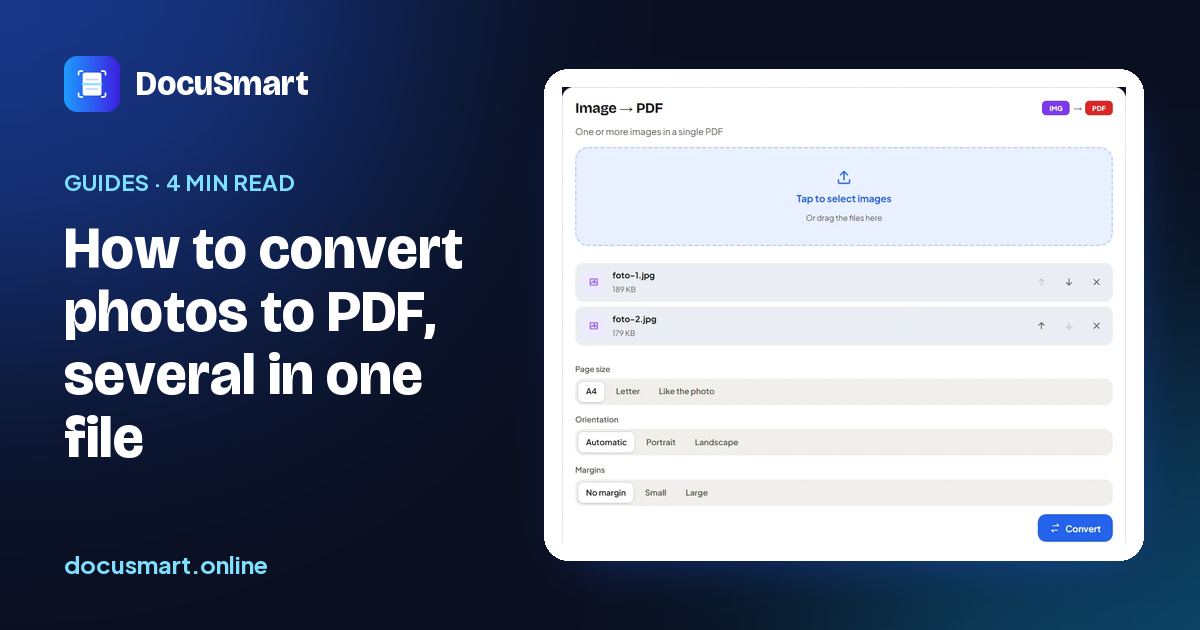 DocuSmart
GUIDES · 4 MIN READ
How to convert
photos to PDF,
several in one
file
docusmart.online
Image → PDF
IMG → PDF
One or more images in a single PDF
Tap to select images
Or drag the files here
foto-1.jpg
189 KB
foto-2.jpg
179 KB
Page size
A4 Letter Like the photo
Orientation
Automatic Portrait Landscape
Margins
No margin Small Large
Convert